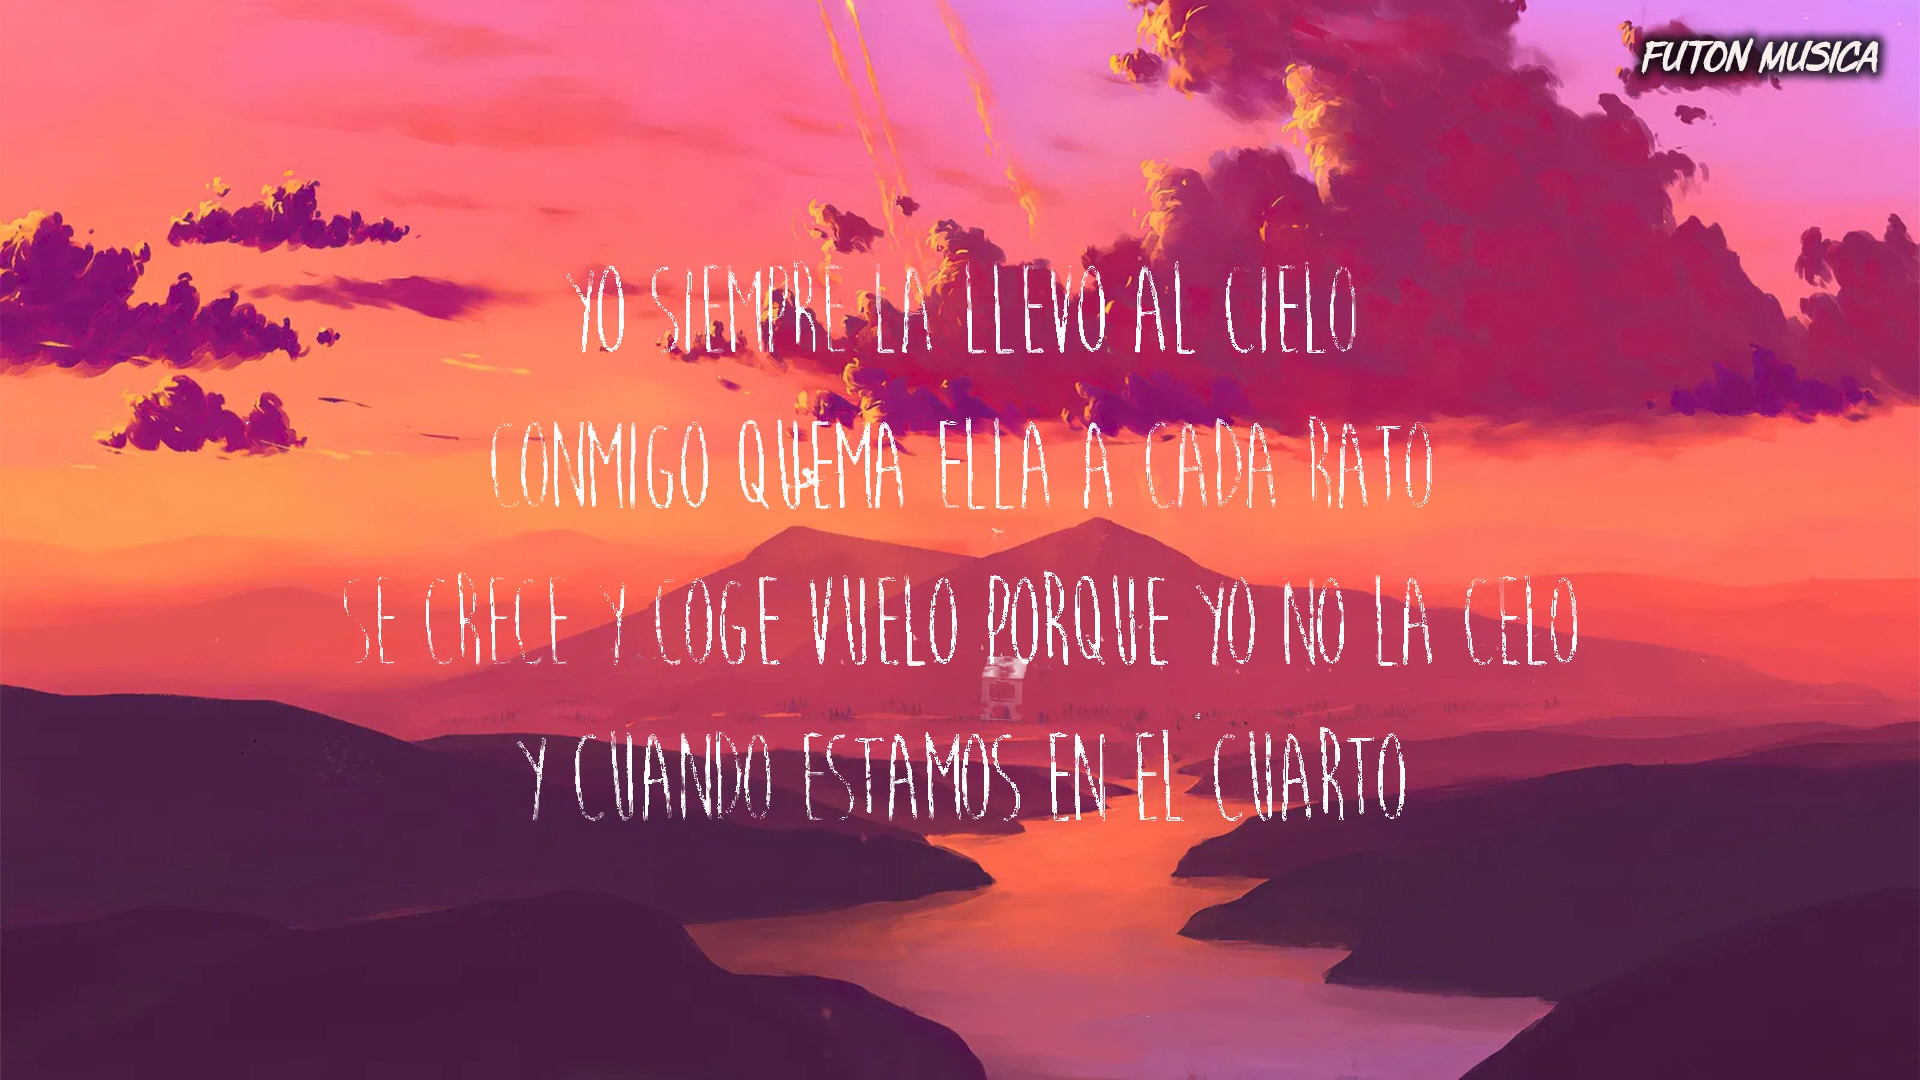 FUTON MUSICA
YO SIEMPRE LA LLEVO AL CIELO
CONMIGO QUEMA ELLA A CADA RATO
SE CRECE Y COGE VUELO PORQUE YO NO LA CELO
Y CUANDO ESTAMOS EN EL CUARTO